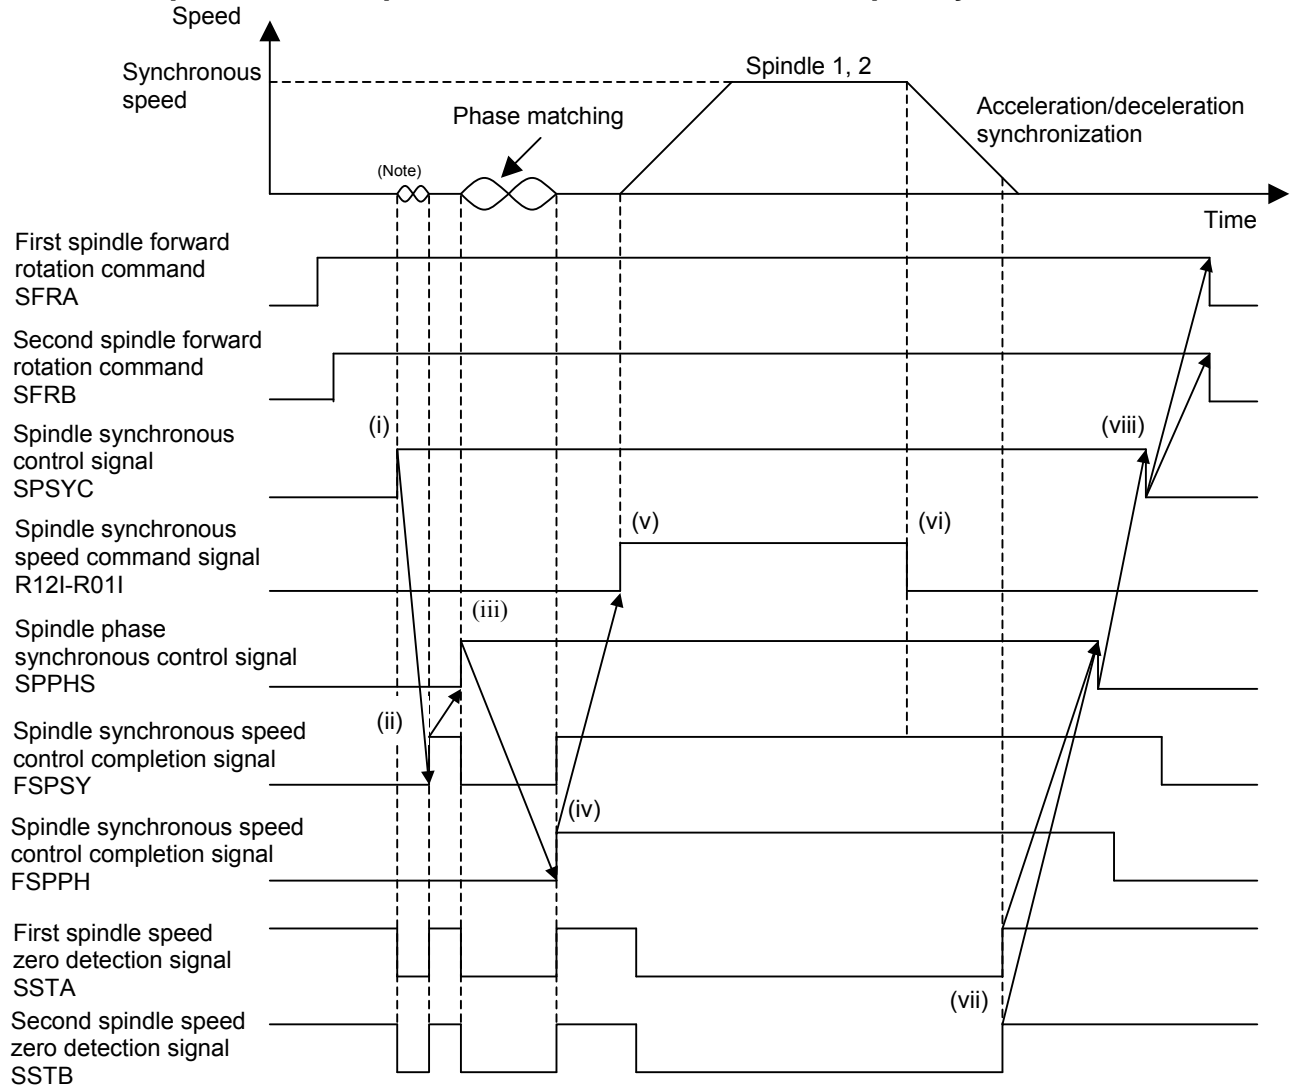 Speed
Synchronous
speed
Spindle 1, 2
Phase matching
Acceleration/deceleration
synchronization
(Note)
Time
First spindle forward
rotation command
SFRA
Second spindle forward
rotation command
SFRB
(i)
(viii)
Spindle synchronous
control signal
SPSYC
Spindle synchronous
speed command signal
R12I-R01I
(v)
(vi)
(iii)
Spindle phase
synchronous control signal
SPPHS
(ii)
Spindle synchronous speed
control completion signal
FSPSY
(iv)
Spindle synchronous speed
control completion signal
FSPPH
First spindle speed
zero detection signal
SSTA
(vii)
Second spindle speed
zero detection signal
SSTB